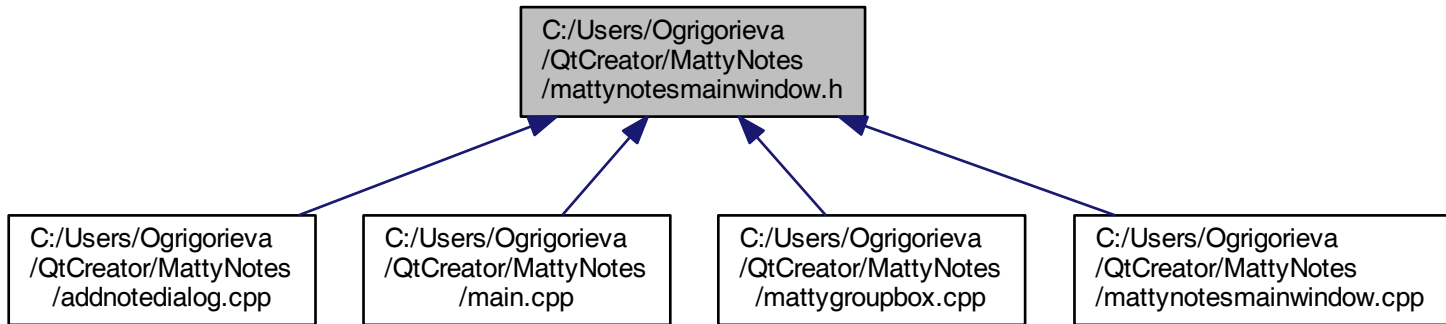 C:/Users/Ogrigorieva
/QtCreator/MattyNotes
/mattynotesmainwindow.h
C:/Users/Ogrigorieva
/QtCreator/MattyNotes
/addnotedialog.cpp
C:/Users/Ogrigorieva
/QtCreator/MattyNotes
/main.cpp
C:/Users/Ogrigorieva
/QtCreator/MattyNotes
/mattygroupbox.cpp
C:/Users/Ogrigorieva
/QtCreator/MattyNotes
/mattynotesmainwindow.cpp